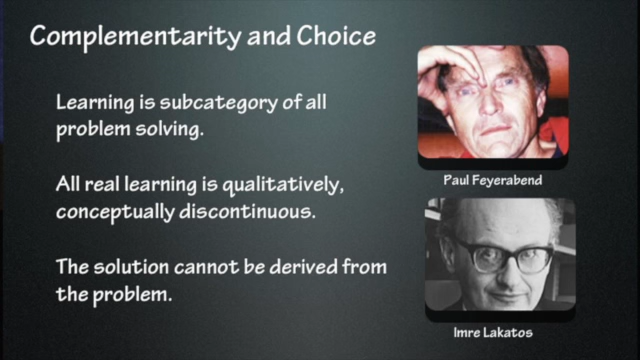 Complementarity and Choice
Learning is subcategory of all
problem solving.
All real learning is qualitatively,
conceptually discontinuous.
The solution cannot be derived from
the problem.
Paul Feyerabend
Imre Lakatos